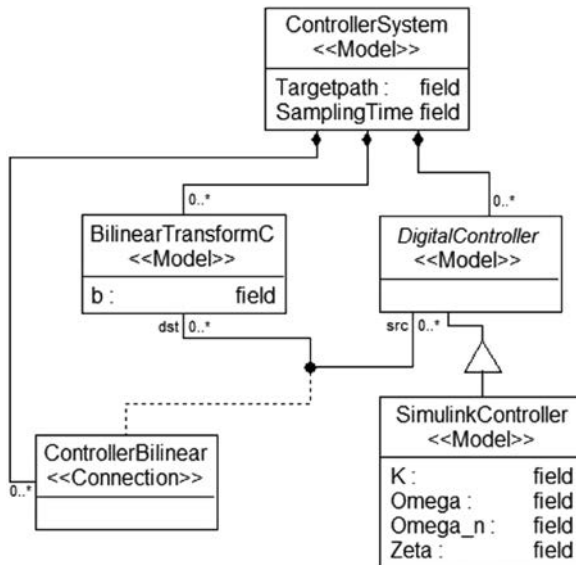 ControllerSystem
<<Model>>
Targetpath : field
SamplingTime field
0..*
0..*
BilinearTransformC
<<Model>>
b : field
DigitalController
<<Model>>
dst 0..*
src 0..*
ControllerBilinear
<<Connection>>
0..*
SimulinkController
<<Model>>
K : field
Omega : field
Omega_n : field
Zeta : field